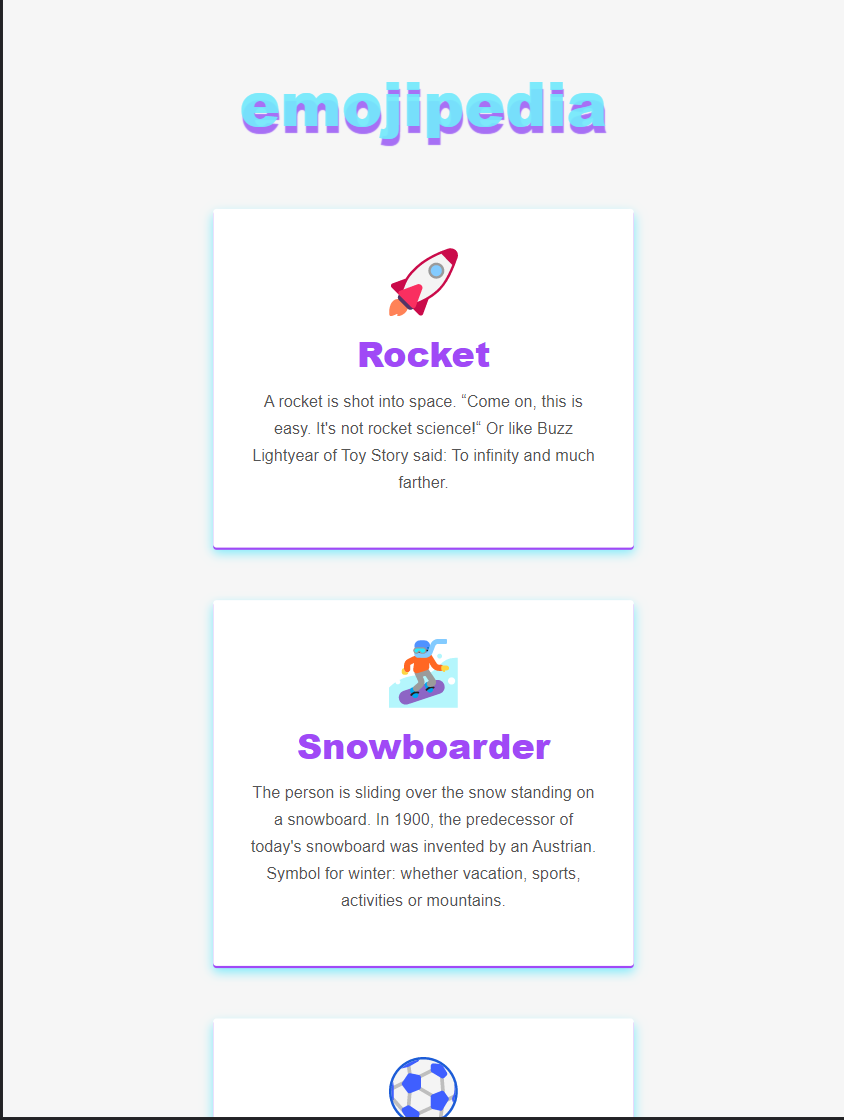 emojipedia
Rocket
A rocket is shot into space. “Come on, this is
easy. It's not rocket science!“ Or like Buzz
Lightyear of Toy Story said: To infinity and much
farther.
Snowboarder
The person is sliding over the snow standing on
a snowboard. In 1900, the predecessor of
today's snowboard was invented by an Austrian.
Symbol for winter: whether vacation, sports,
activities or mountains.